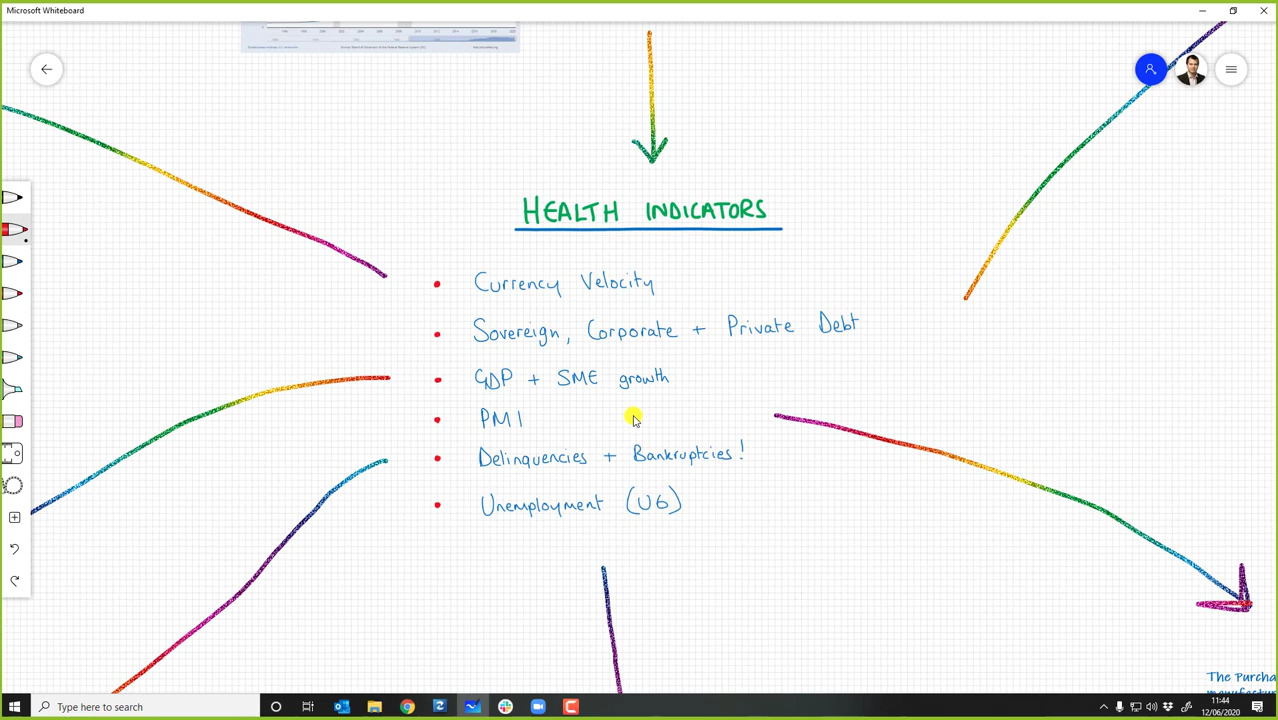 Microsoft Whiteboard
HEALTH INDICATORS
Currency Velocity
Sovereign, Corporate + Private Debt
GDP + SME growth
PMI
Delinquencies + Bankruptcies!
Unemployment (U6)
The Purcha
manufactur
Type here to search
11:44
12/06/2020